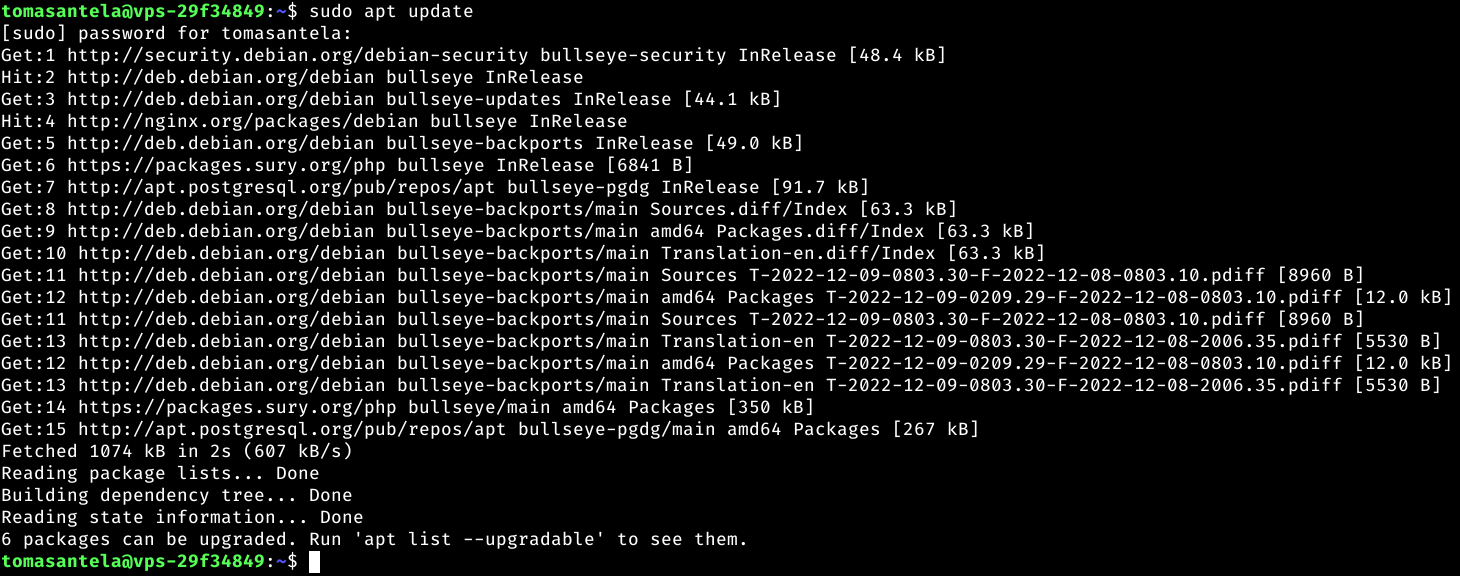 tomasantela@vps-29f34849:~$ sudo apt update
[sudo] password for tomasantela:
Get:1 http://security.debian.org/debian-security bullseye-security InRelease [48.4 kB]
Hit:2 http://deb.debian.org/debian bullseye InRelease
Get:3 http://deb.debian.org/debian bullseye-updates InRelease [44.1 kB]
Hit:4 http://nginx.org/packages/debian bullseye InRelease
Get:5 http://deb.debian.org/debian bullseye-backports InRelease [49.0 kB]
Get:6 https://packages.sury.org/php bullseye InRelease [6841 B]
Get:7 http://apt.postgresql.org/pub/repos/apt bullseye-pgdg InRelease [91.7 kB]
Get:8 http://deb.debian.org/debian bullseye-backports/main Sources.diff/Index [63.3 kB]
Get:9 http://deb.debian.org/debian bullseye-backports/main amd64 Packages.diff/Index [63.3 kB]
Get:10 http://deb.debian.org/debian bullseye-backports/main Translation-en.diff/Index [63.3 kB]
Get:11 http://deb.debian.org/debian bullseye-backports/main Sources T-2022-12-09-0803.30-F-2022-12-08-0803.10.pdiff [8960 B]
Get:12 http://deb.debian.org/debian bullseye-backports/main amd64 Packages T-2022-12-09-0209.29-F-2022-12-08-0803.10.pdiff [12.0 kB]
Get:11 http://deb.debian.org/debian bullseye-backports/main Sources T-2022-12-09-0803.30-F-2022-12-08-0803.10.pdiff [8960 B]
Get:13 http://deb.debian.org/debian bullseye-backports/main Translation-en T-2022-12-09-0803.30-F-2022-12-08-2006.35.pdiff [5530 B]
Get:12 http://deb.debian.org/debian bullseye-backports/main amd64 Packages T-2022-12-09-0209.29-F-2022-12-08-0803.10.pdiff [12.0 kB]
Get:13 http://deb.debian.org/debian bullseye-backports/main Translation-en T-2022-12-09-0803.30-F-2022-12-08-2006.35.pdiff [5530 B]
Get:14 https://packages.sury.org/php bullseye/main amd64 Packages [350 kB]
Get:15 http://apt.postgresql.org/pub/repos/apt bullseye-pgdg/main amd64 Packages [267 kB]
Fetched 1074 kB in 2s (607 kB/s)
Reading package lists... Done
Building dependency tree... Done
Reading state information... Done
6 packages can be upgraded. Run 'apt list --upgradable' to see them.
tomasantela@vps-29f34849:~$